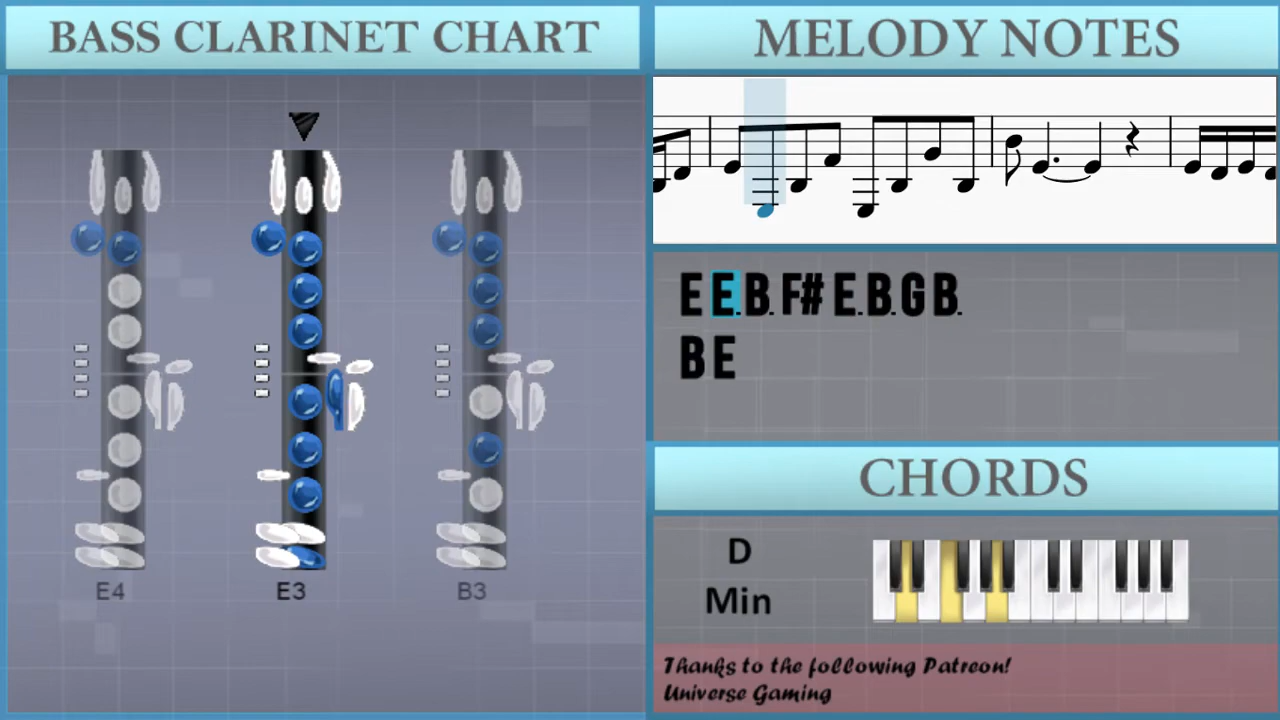 BASS CLARINET CHART
E4 E3 B3
MELODY NOTES
E E. B. F# E. B. G B.
B E
CHORDS
D
Min
Thanks to the following Patreon!
Universe Gaming